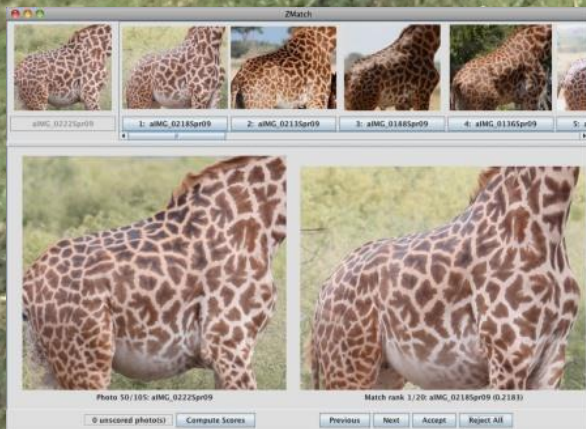 ZMatch
aIMG_0222Spr09
1: aIMG_0218Spr09
2: aIMG_0213Spr09
3: aIMG_0188Spr09
4: aIMG_0136Spr09
5:
Photo 50/105: aIMG_0222Spr09
Match rank 1/20: aIMG_0218Spr09 (0.2183)
0 unscored photo(s)
Compute Scores
Previous
Next
Accept
Reject All